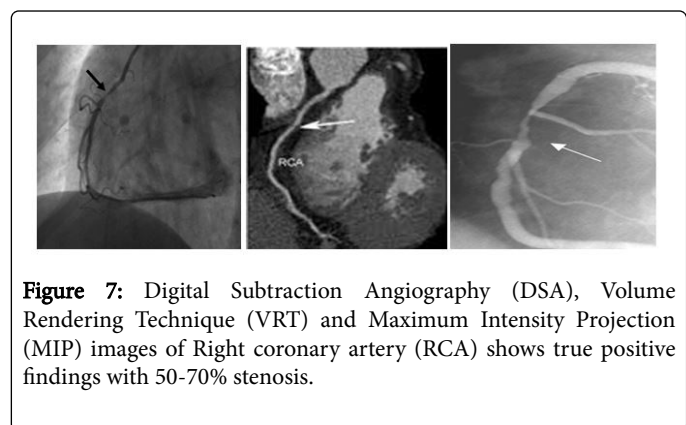 RCA
Figure 7: Digital Subtraction Angiography (DSA), Volume
Rendering Technique (VRT) and Maximum Intensity Projection
(MIP) images of Right coronary artery (RCA) shows true positive
findings with 50-70% stenosis.